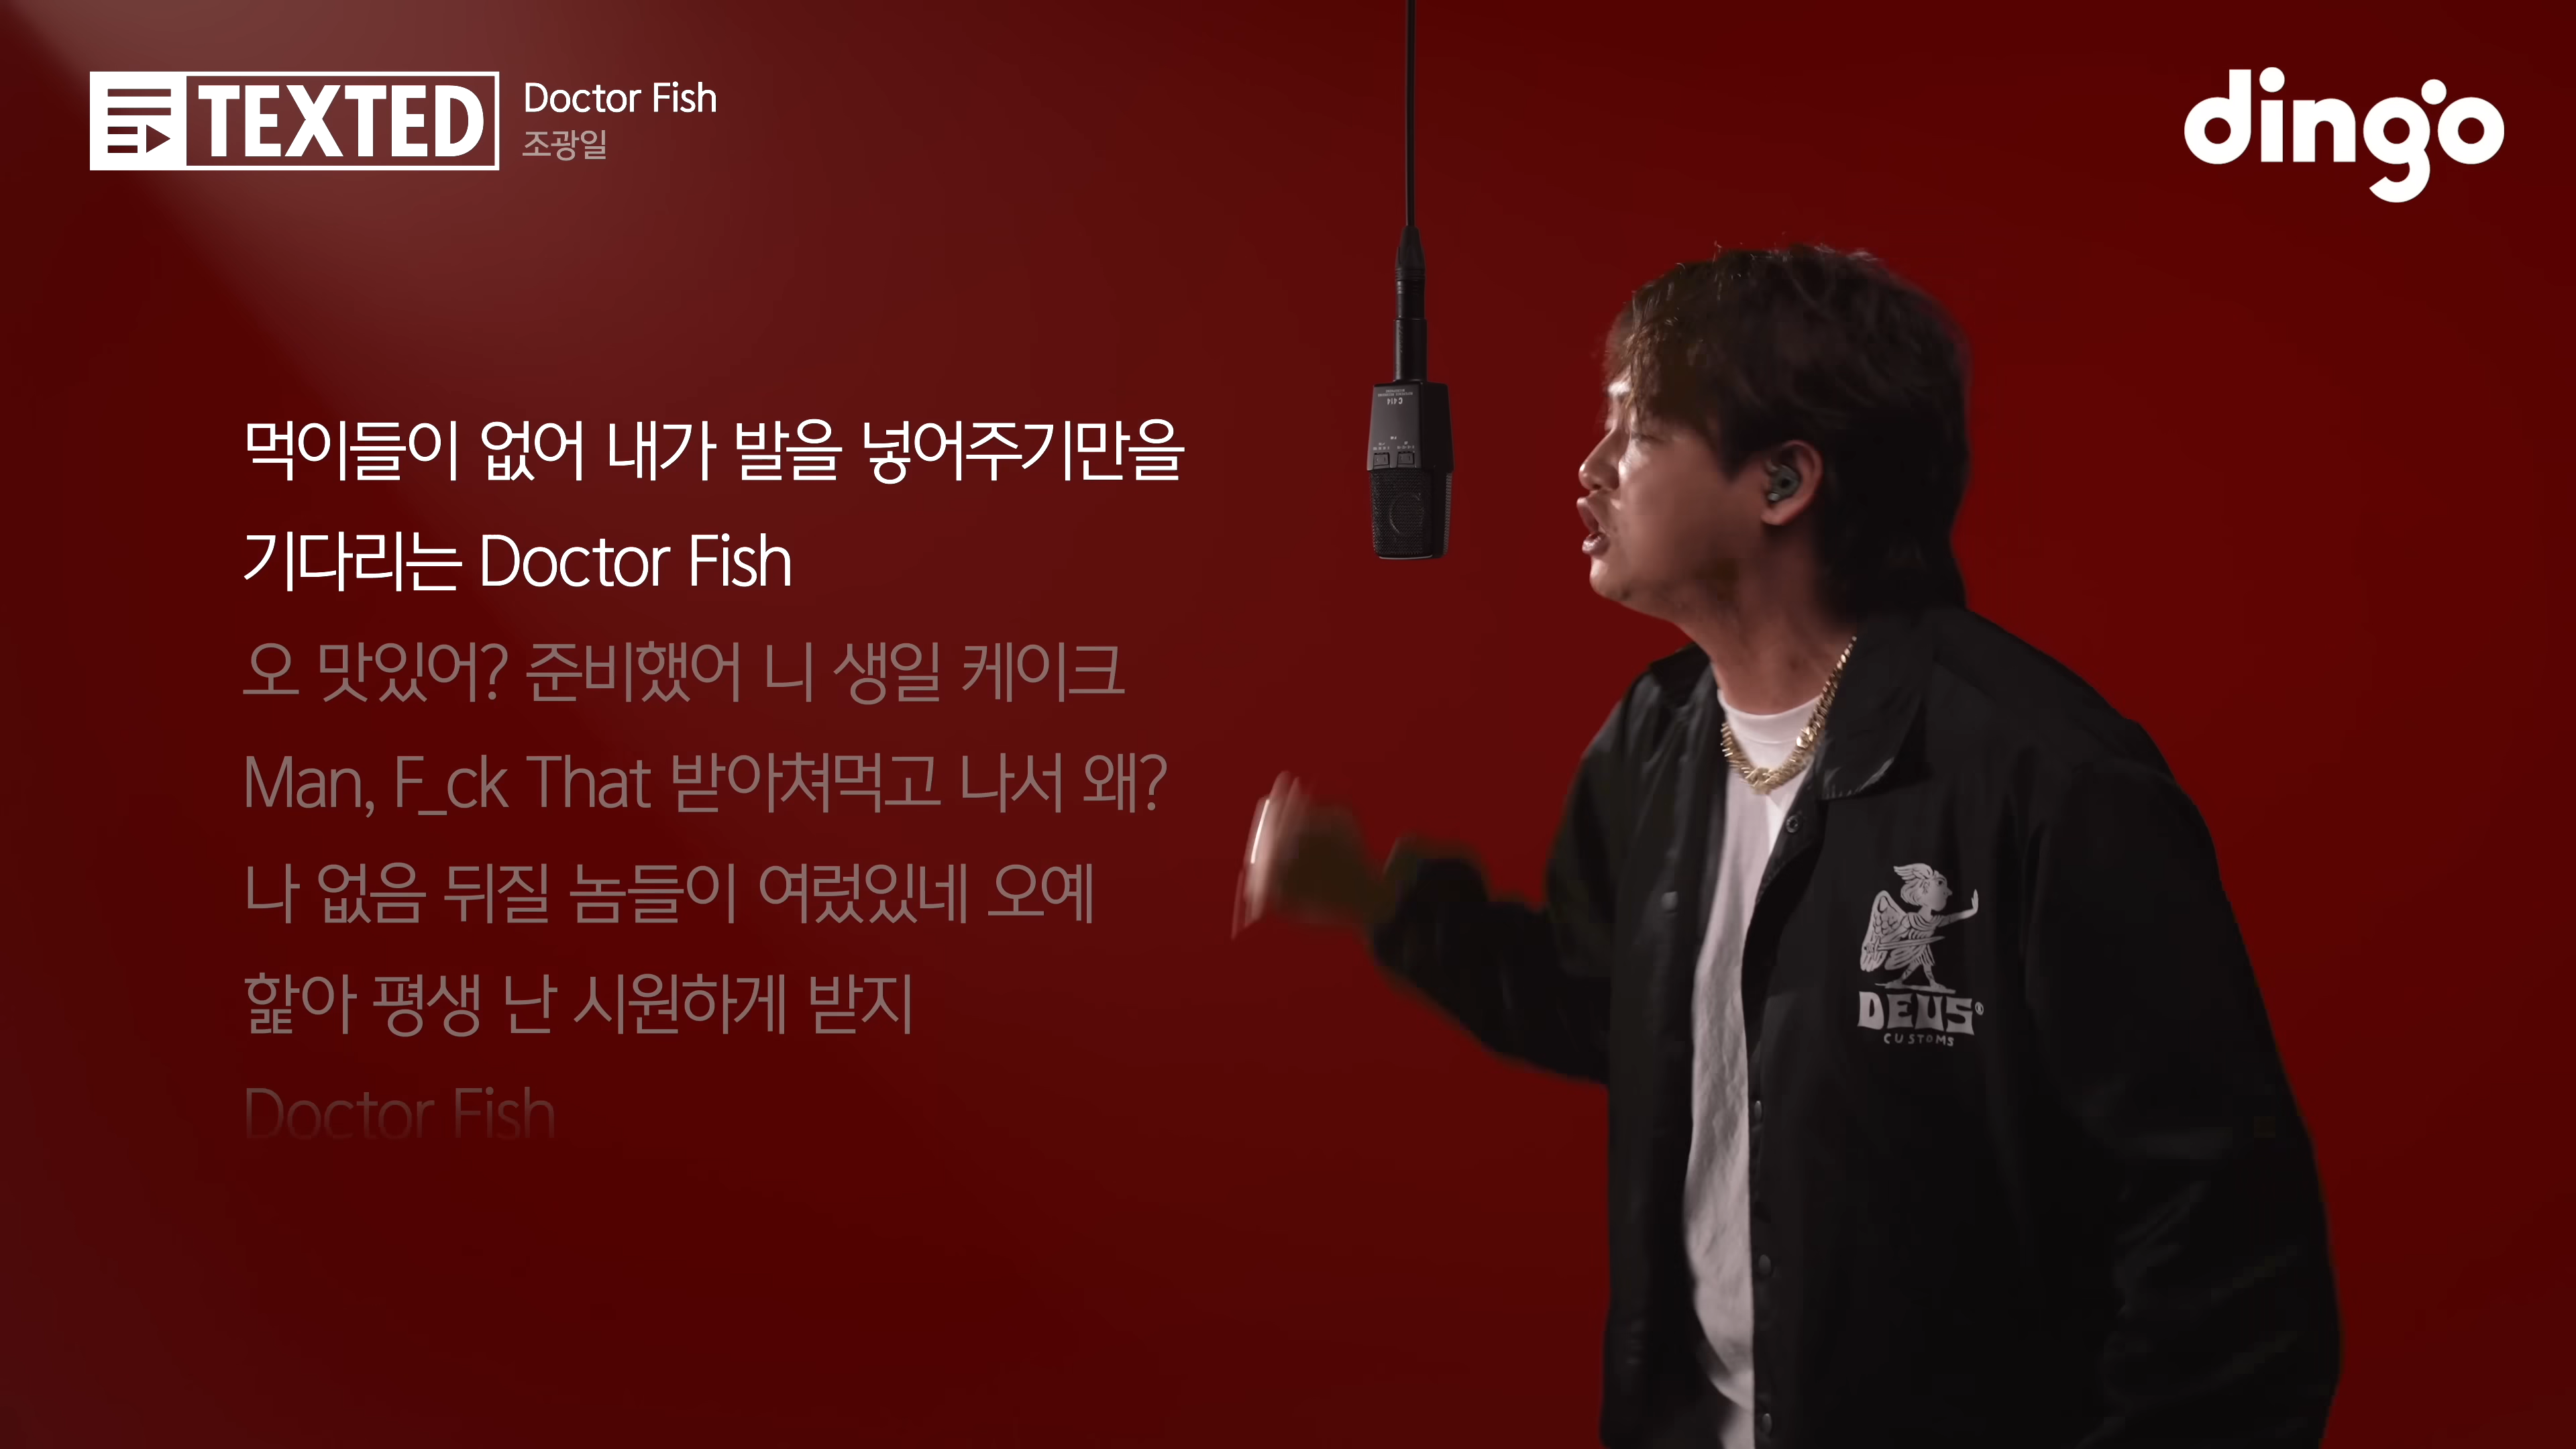 TEXTED
Doctor Fish
조광일
dingo
먹이들이 없어 내가 발을 넣어주기만을
기다리는 Doctor Fish
오 맛있어? 준비했어 니 생일 케이크
Man, F_ck That 받아쳐먹고 나서 왜?
나 없음 뒤질 놈들이 여렀있네 오예
핥아 평생 난 시원하게 받지
Doctor Fish
C414
DEUS®
CUSTOMS